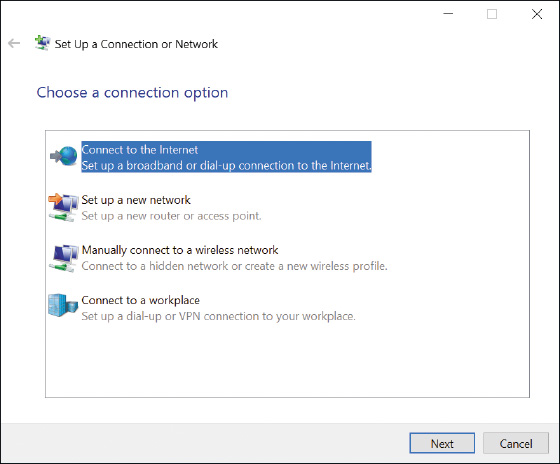 Set Up a Connection or Network
Choose a connection option
Connect to the Internet
Set up a broadband or dial-up connection to the Internet.
Set up a new network
Set up a new router or access point.
Manually connect to a wireless network
Connect to a hidden network or create a new wireless profile.
Connect to a workplace
Set up a dial-up or VPN connection to your workplace.
Next
Cancel